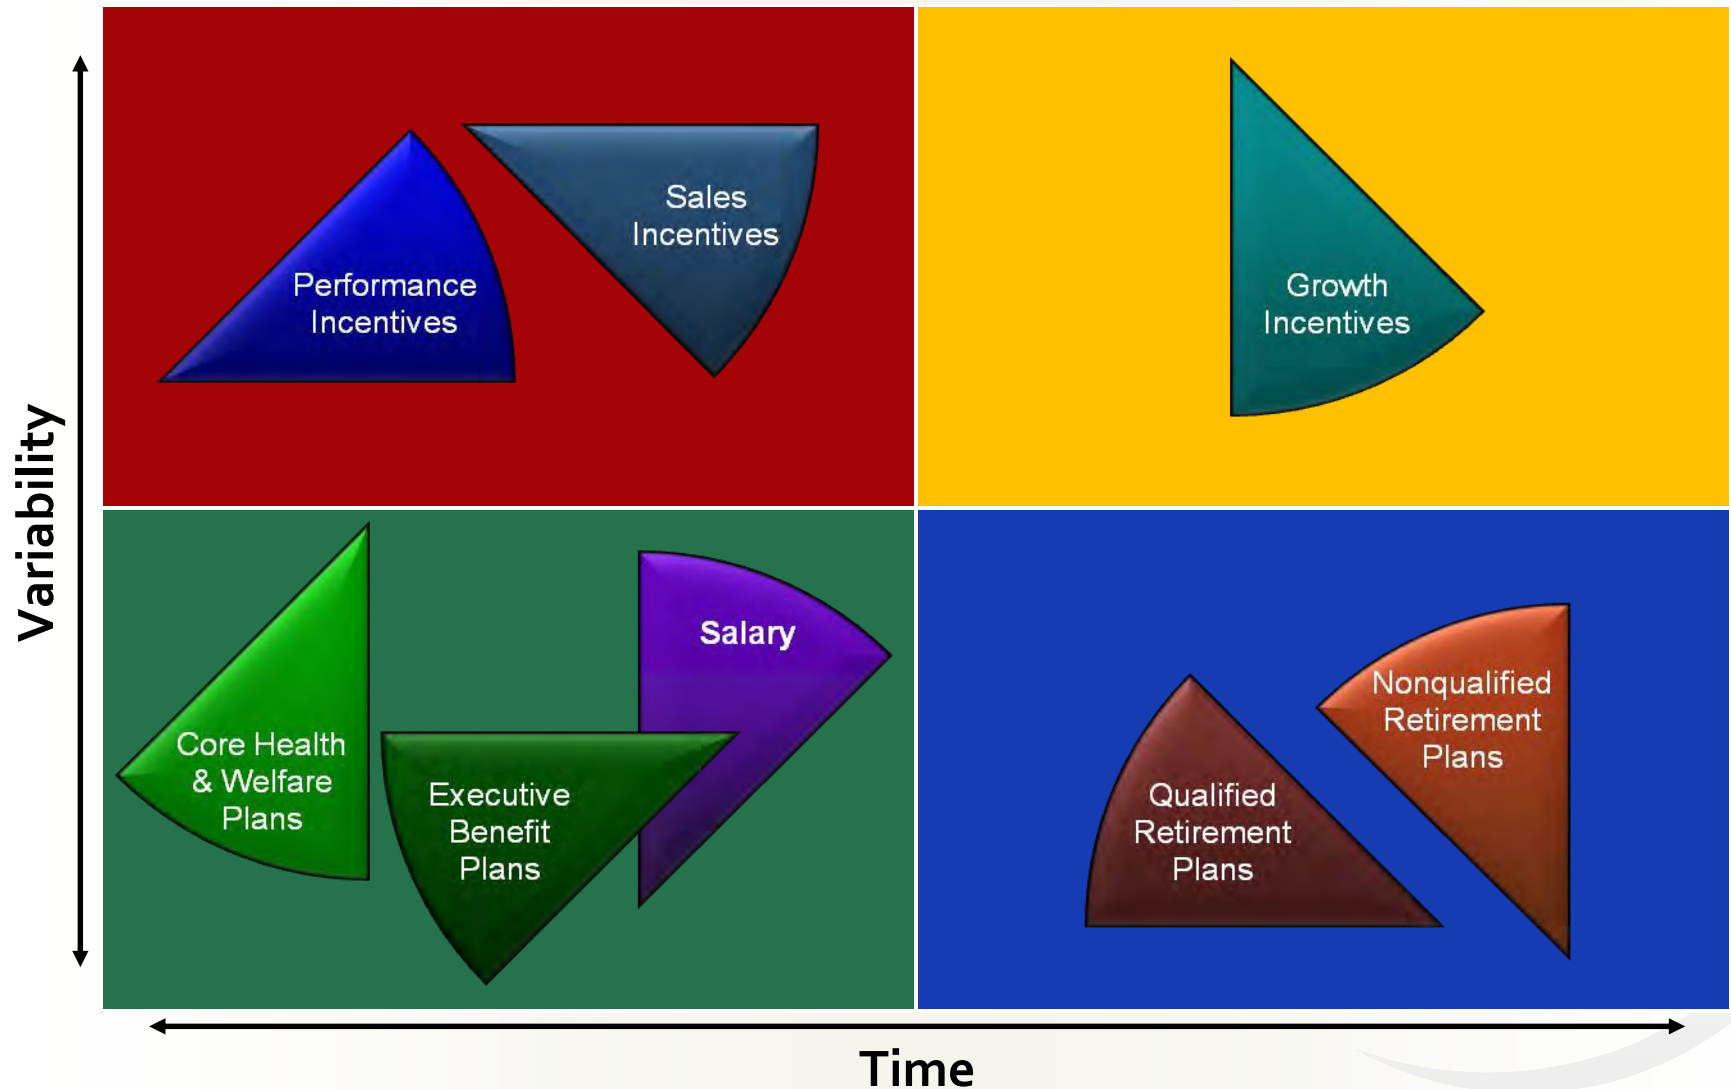 Variability
Performance
Incentives
Sales
Incentives
Growth
Incentives
Core Health
& Welfare
Plans
Executive
Benefit
Plans
Salary
Qualified
Retirement
Plans
Nonqualified
Retirement
Plans
Time